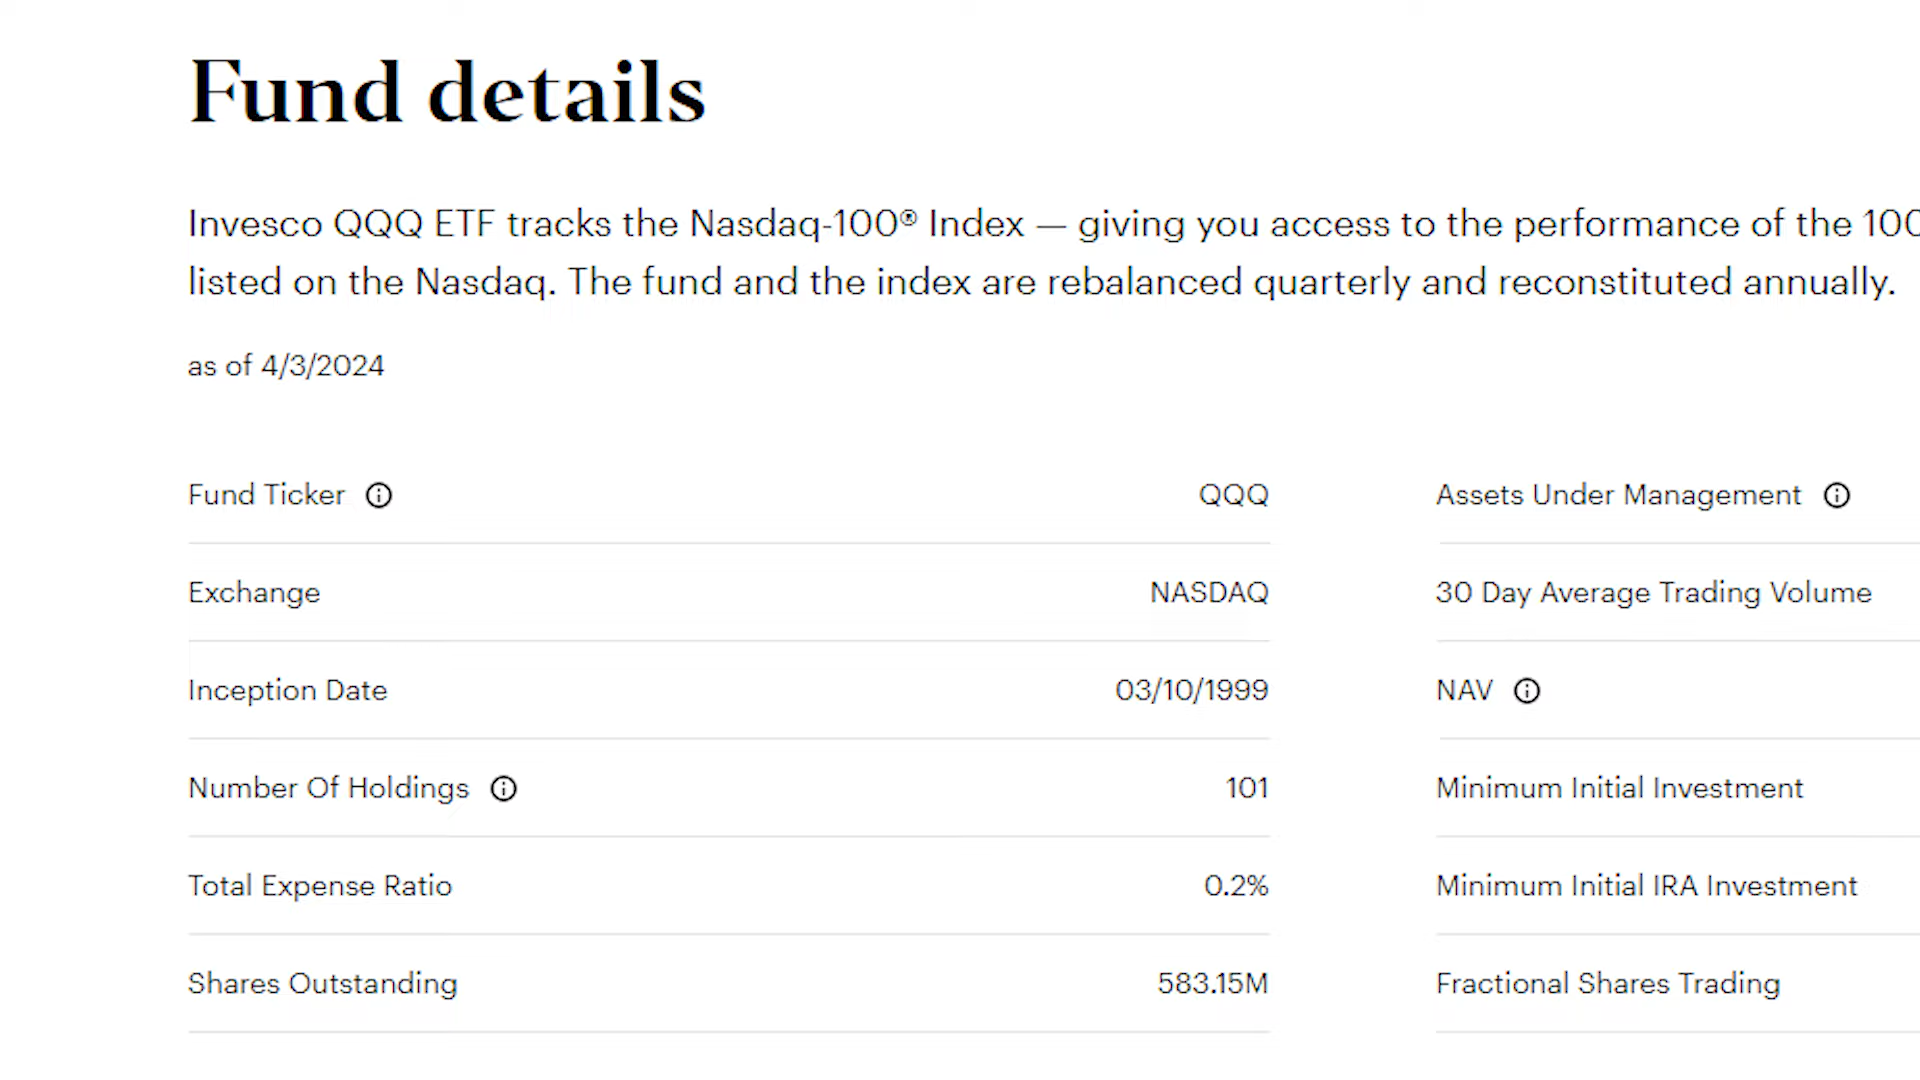 Fund details
Invesco QQQ ETF tracks the Nasdaq-100® Index — giving you access to the performance of the 100
listed on the Nasdaq. The fund and the index are rebalanced quarterly and reconstituted annually.
as of 4/3/2024
Fund Ticker QQQ
Exchange NASDAQ
Inception Date 03/10/1999
Number Of Holdings 101
Total Expense Ratio 0.2%
Shares Outstanding 583.15M
Assets Under Management
30 Day Average Trading Volume
NAV
Minimum Initial Investment
Minimum Initial IRA Investment
Fractional Shares Trading